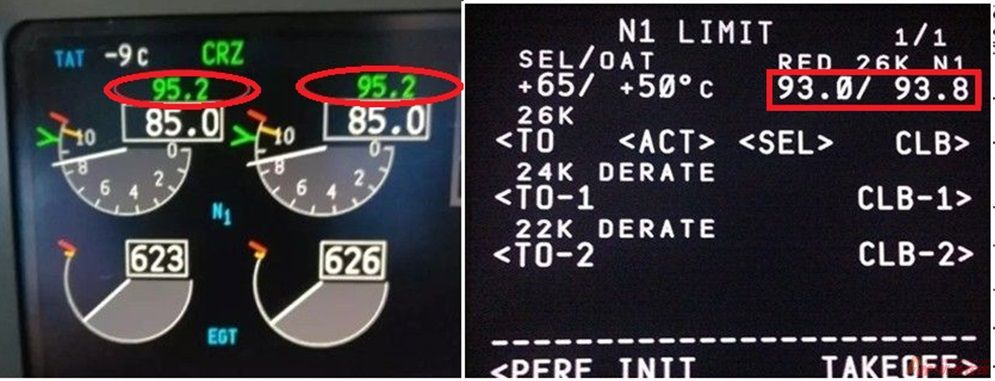 TAT -9c CRZ
95.2 95.2
85.0 85.0
10 10
8 6 4 2 0 8 6 4 2 0
N1
623 626
EGT
N1 LIMIT 1/1
SEL/OAT RED 26K N1
+65/ +50°C 93.0/ 93.8
26K
<TO <ACT> <SEL> CLB>
24K DERATE
<TO-1 CLB-1>
22K DERATE
<TO-2 CLB-2>
<PERF INIT TAKEOFF>